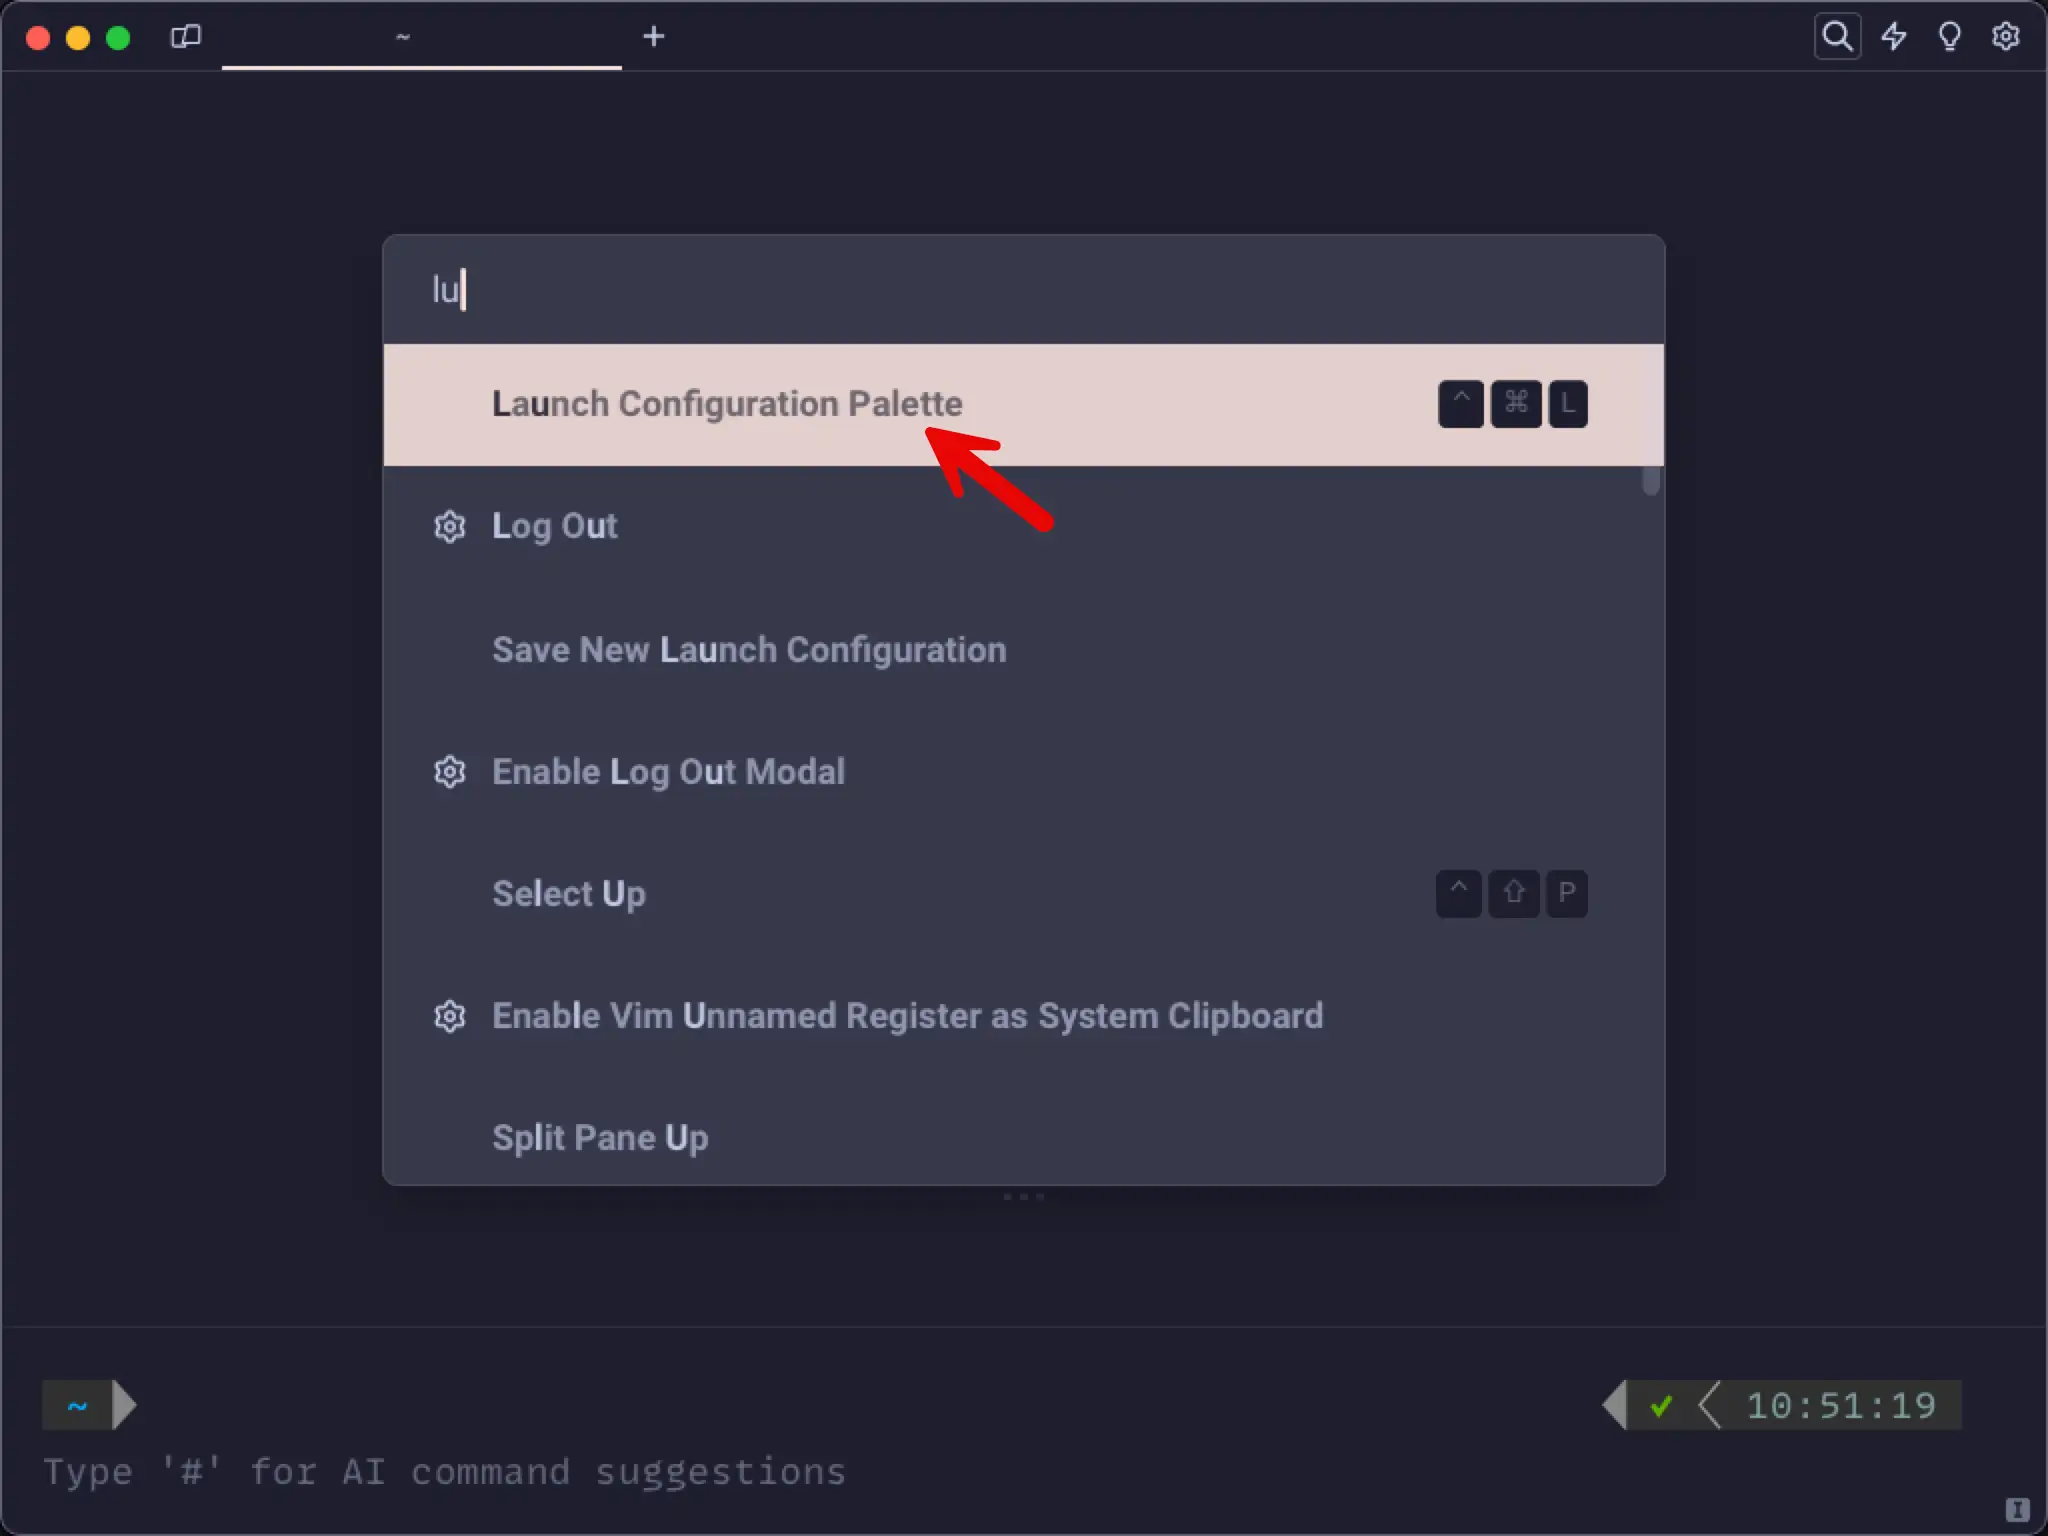 ~ +
lu
Launch Configuration Palette ^ ⌘ L
Log Out
Save New Launch Configuration
Enable Log Out Modal
Select Up ^ ⇧ P
Enable Vim Unnamed Register as System Clipboard
Split Pane Up
~ ✓ 10:51:19
Type '#' for AI command suggestions
I